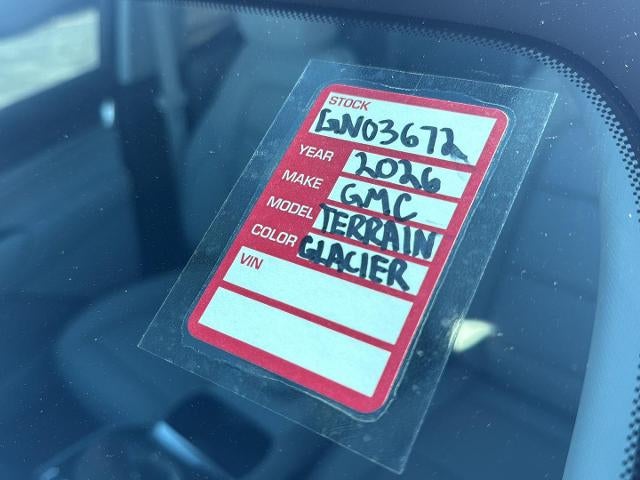 STOCK
GN03672
YEAR 2026
MAKE GMC
MODEL TERRAIN
COLOR GLACIER
VIN